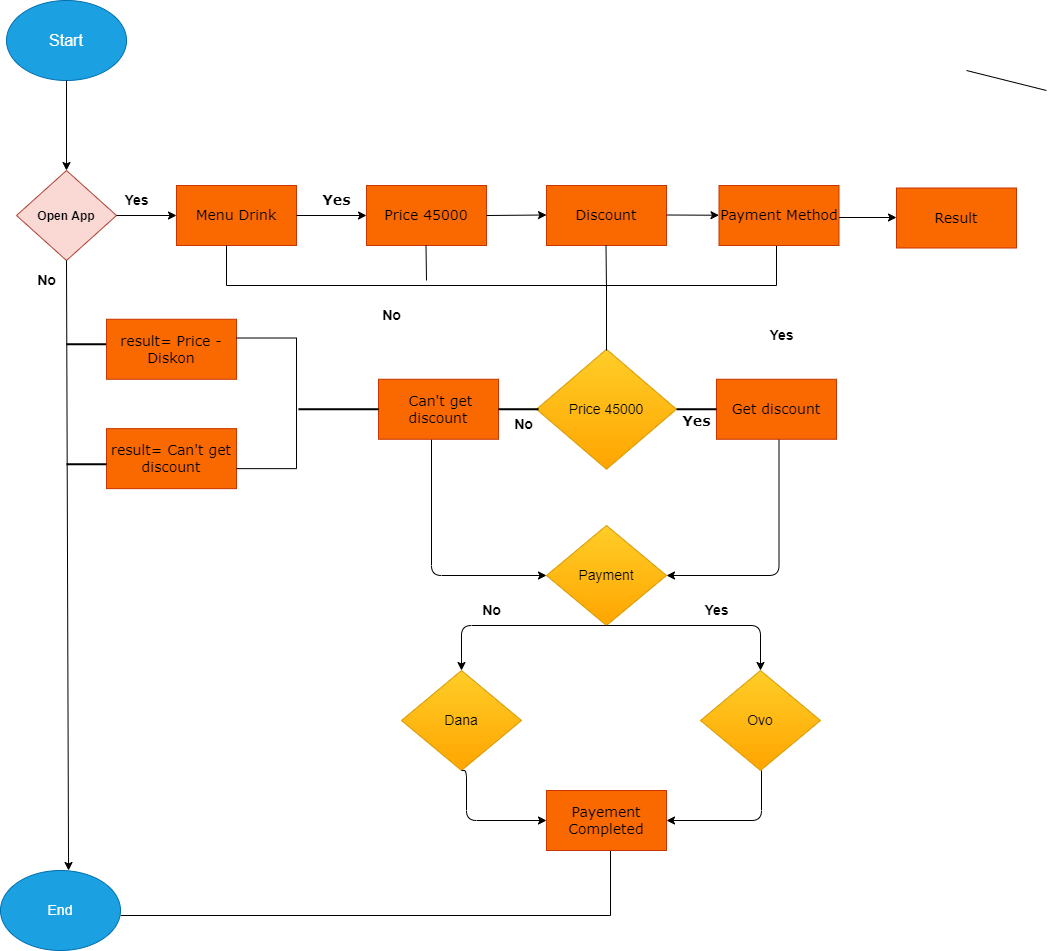 Start
Yes
Yes
Open App
Menu Drink
Price 45000
Discount
Payment Method
Result
No
No
Yes
result= Price -
Diskon
Can't get
discount
Price 45000
Get discount
No
Yes
result= Can't get
discount
Payment
No
Yes
Dana
Ovo
Payement
Completed
End